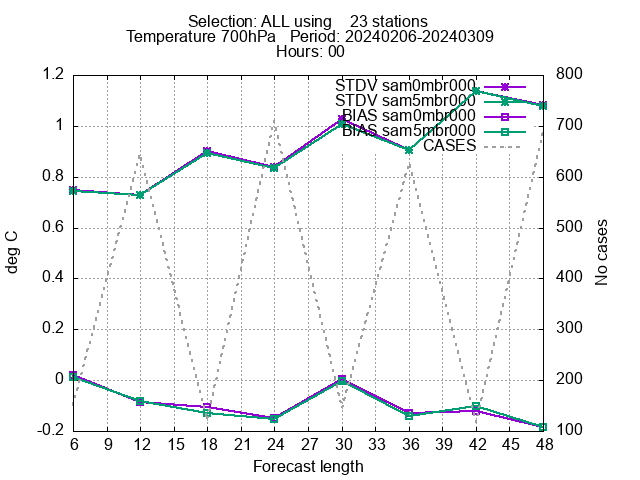 Selection: ALL using 23 stations
Temperature 700hPa Period: 20240206-20240309
Hours: 00
STDV sam0mbr000
STDV sam5mbr000
BIAS sam0mbr000
BIAS sam5mbr000
CASES
deg C
1.2
1
0.8
0.6
0.4
0.2
0
-0.2
No cases
800
700
600
500
400
300
200
100
6 9 12 15 18 21 24 27 30 33 36 39 42 45 48
Forecast length